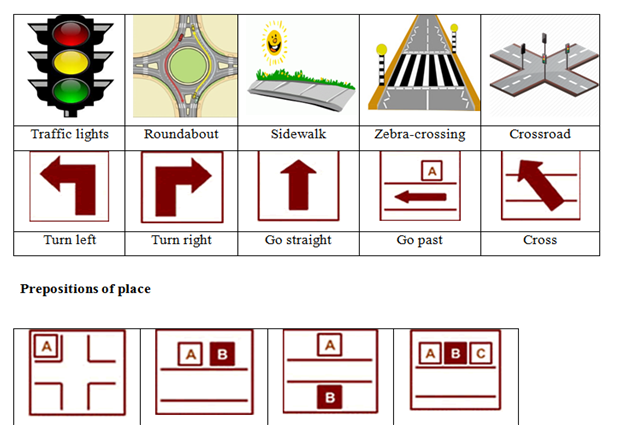 Traffic lights Roundabout Sidewalk Zebra-crossing Crossroad
A
Turn left Turn right Go straight Go past Cross
Prepositions of place
A A B A A B C
B